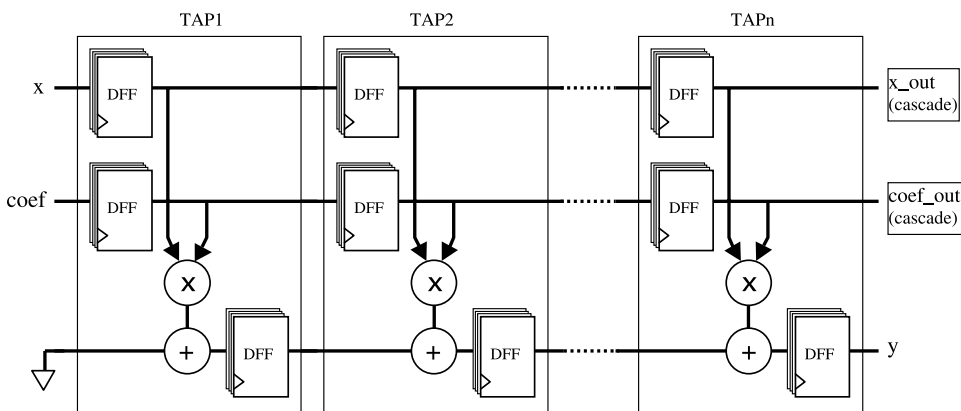 TAP1 TAP2 TAPn
x DFF DFF DFF x_out
(cascade)
coef DFF DFF DFF coef_out
(cascade)
x x x
+ DFF + DFF + DFF y